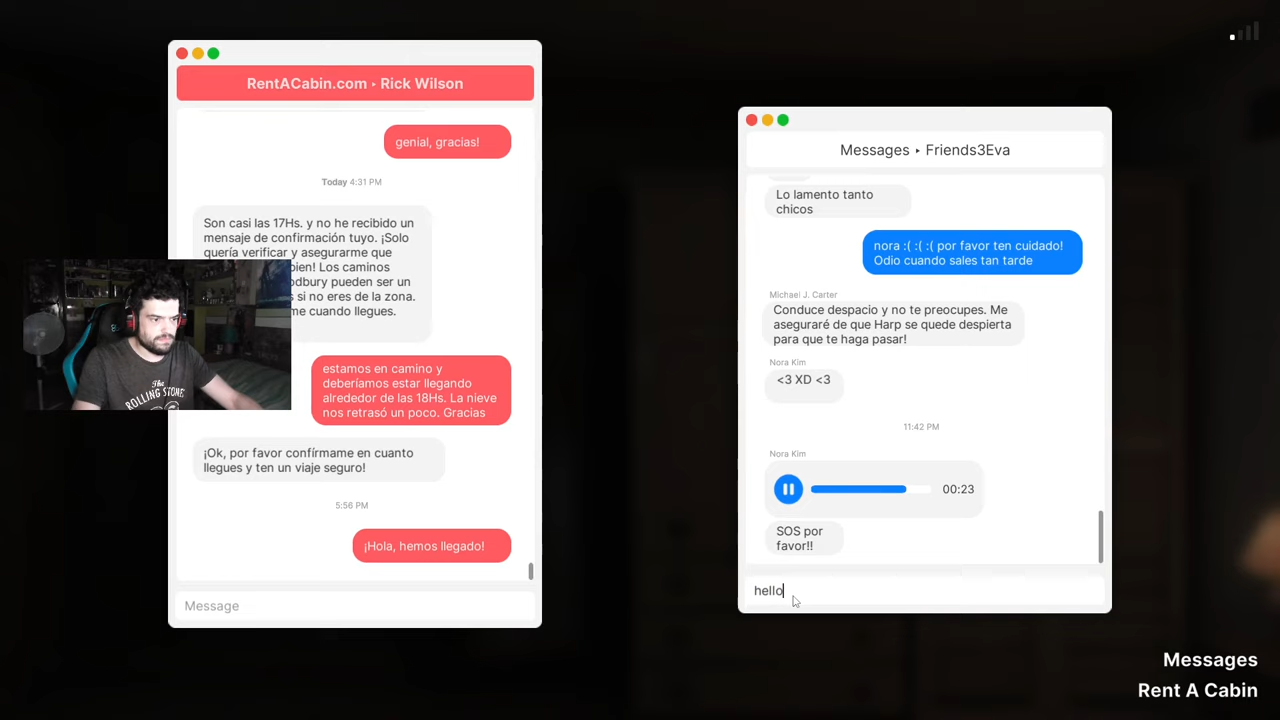 RentACabin.com ▸ Rick Wilson
genial, gracias!
Today 4:31 PM
Son casi las 17Hs. y no he recibido un
mensaje de confirmación tuyo. ¡Solo
quería verificar y asegurarme que
bien! Los caminos
odbury pueden ser un
s si no eres de la zona.
me cuando llegues.
estamos en camino y
deberíamos estar llegando
alrededor de las 18Hs. La nieve
nos retrasó un poco. Gracias
¡Ok, por favor confírmame en cuanto
llegues y ten un viaje seguro!
5:56 PM
¡Hola, hemos llegado!
Message
The
ROLLING STONES
Messages ▸ Friends3Eva
Lo lamento tanto
chicos
nora :( :( :( por favor ten cuidado!
Odio cuando sales tan tarde
Michael J. Carter
Conduce despacio y no te preocupes. Me
aseguraré de que Harp se quede despierta
para que te haga pasar!
Nora Kim
<3 XD <3
11:42 PM
Nora Kim
00:23
SOS por
favor!!
hello
Messages
Rent A Cabin